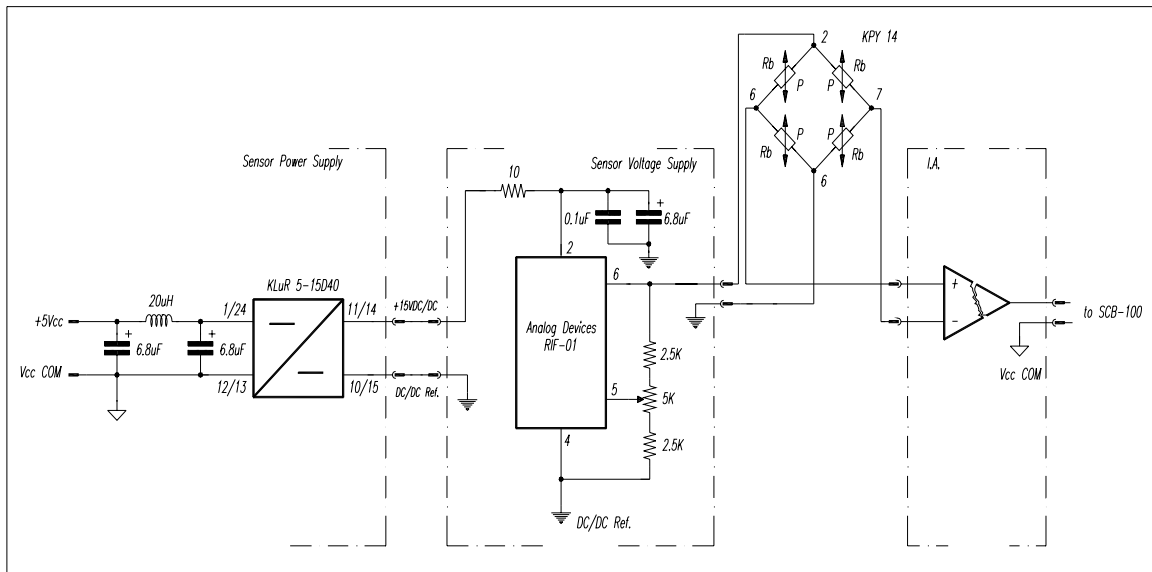 Sensor Power Supply
+5Vcc
20uH
+
6.8uF
+
6.8uF
Vcc COM
KLuR 5-15D40
1/24
11/14
12/13
10/15
+15VDC/DC
DC/DC Ref.
Sensor Voltage Supply
10
0.1uF
+
6.8uF
2
6
Analog Devices
RIF-01
5
4
2.5K
5K
2.5K
DC/DC Ref.
KPY 14
2
Rb
P
Rb
P
6
7
Rb
P
P
Rb
6
I.A.
+
-
to SCB-100
Vcc COM